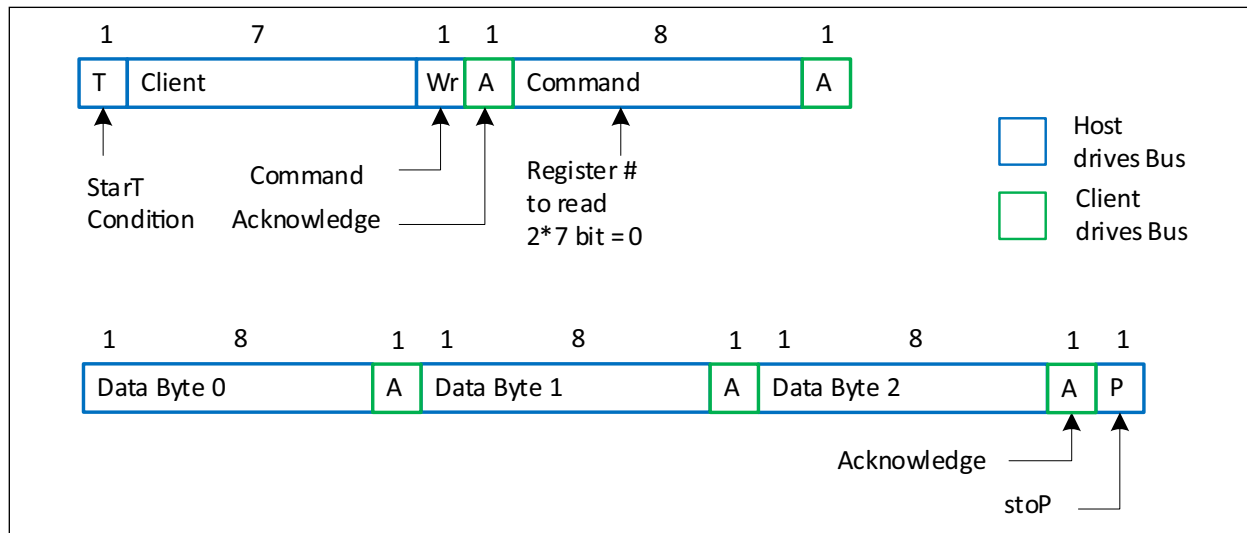 1 7 1 1 8 1
T Client Wr A Command A
Host
drives Bus
Client
drives Bus
StarT
Condition
Command
Acknowledge
Register #
to read
2*7 bit = 0
1 8 1 1 8 1 1 8 1 1
Data Byte 0 A Data Byte 1 A Data Byte 2 A P
Acknowledge
stoP